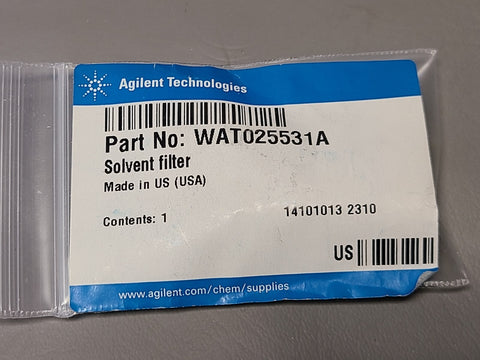 Agilent Technologies
Part No: WAT025531A
Solvent filter
Made in US (USA)
Contents: 1 14101013 2310
US
www.agilent.com/chem/supplies